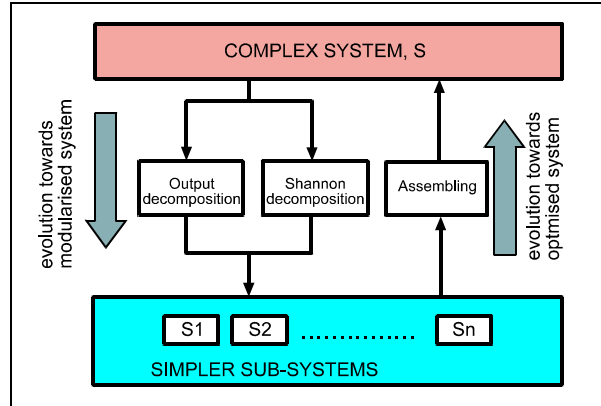 COMPLEX SYSTEM, S
evolution towards
modularised system
Output
decomposition
Shannon
decomposition
Assembling
evolution towards
optmised system
S1 S2 .................... Sn
SIMPLER SUB-SYSTEMS